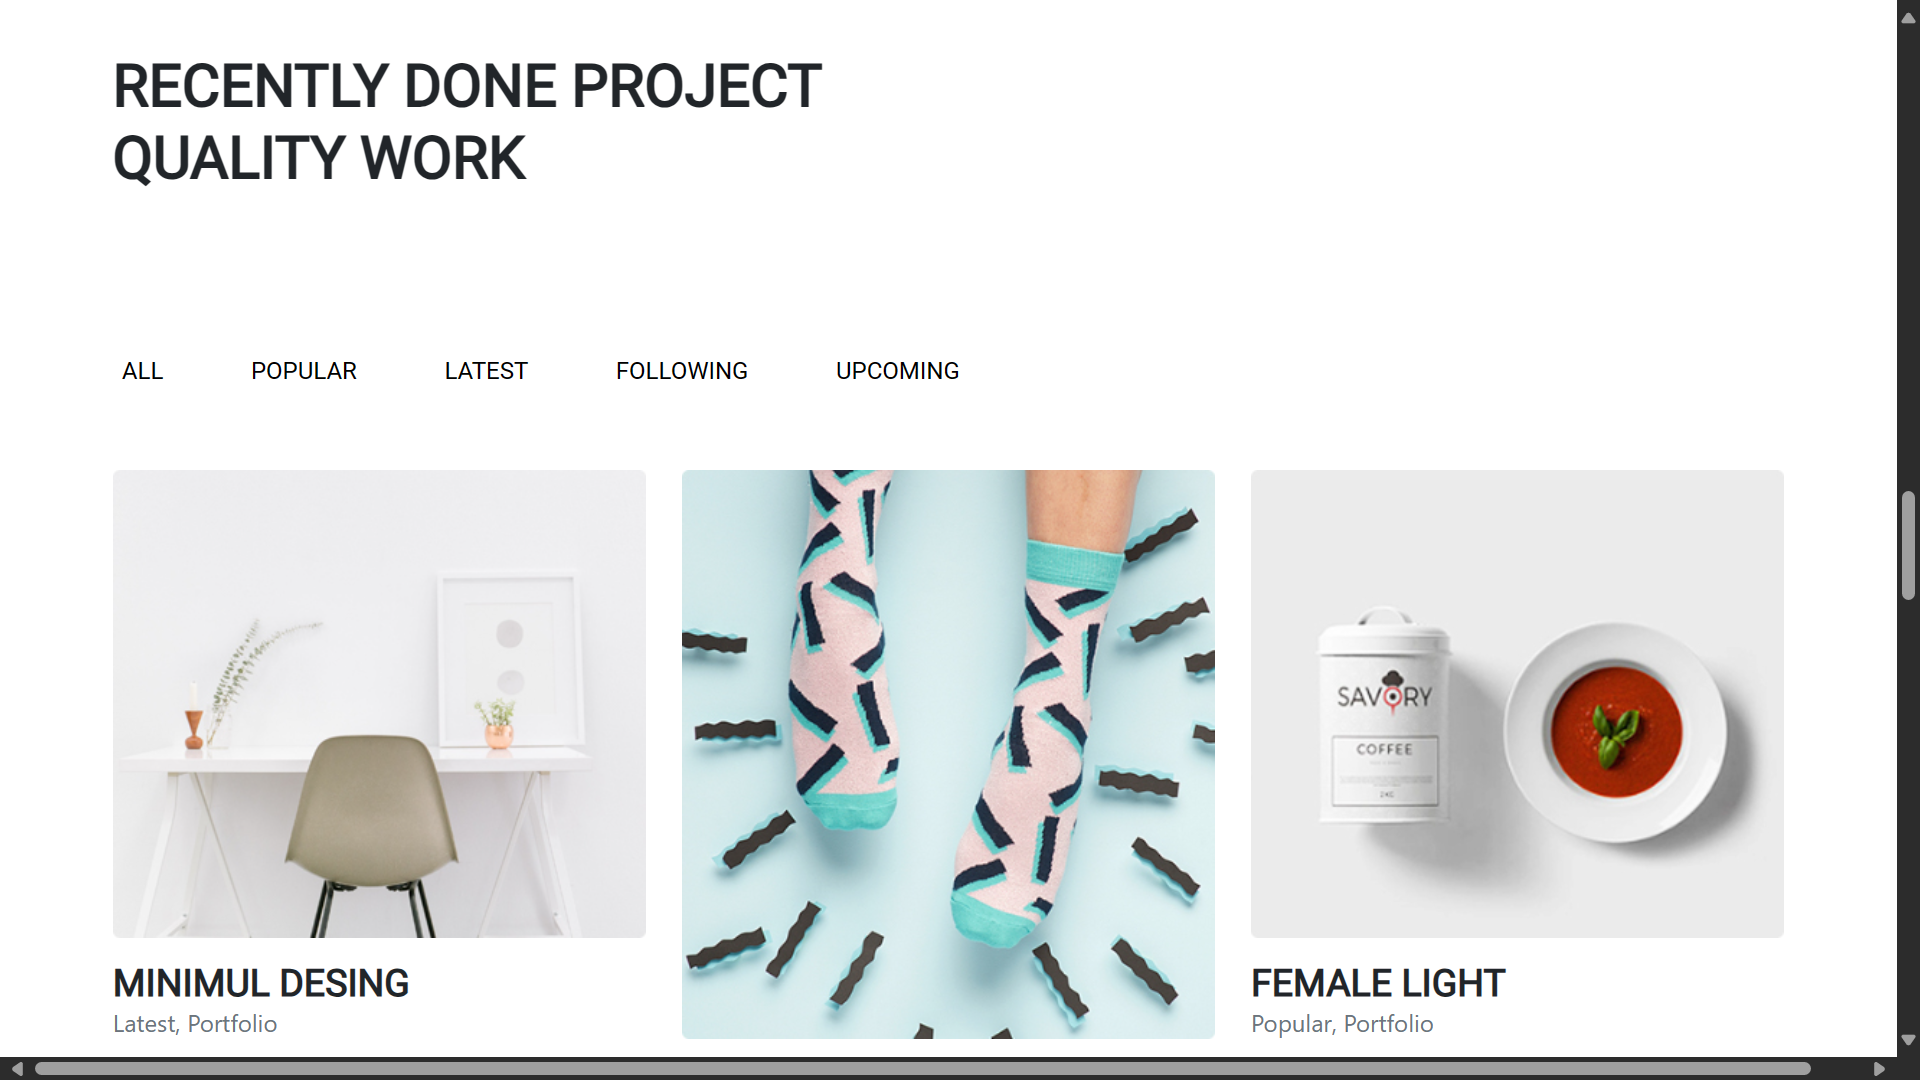 RECENTLY DONE PROJECT
QUALITY WORK
ALL
POPULAR
LATEST
FOLLOWING
UPCOMING
SAVORY
COFFEE
2KG
MINIMUL DESING
Latest, Portfolio
FEMALE LIGHT
Popular, Portfolio